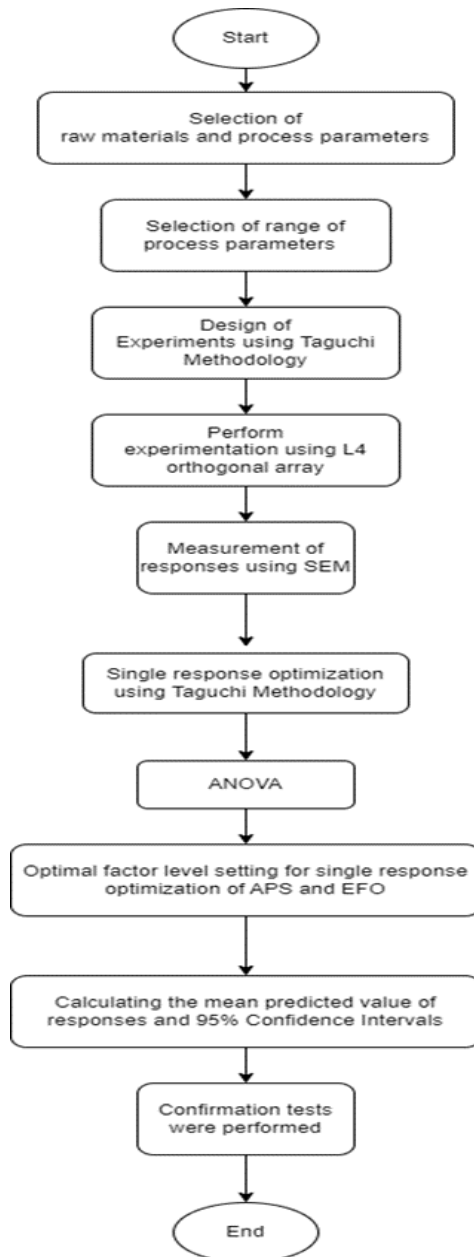 Start
Selection of
raw materials and process parameters
Selection of range of
process parameters
Design of
Experiments using Taguchi
Methodology
Perform
experimentation using L4
orthogonal array
Measurement of
responses using SEM
Single response optimization
using Taguchi Methodology
ANOVA
Optimal factor level setting for single response
optimization of APS and EFO
Calculating the mean predicted value of
responses and 95% Confidence Intervals
Confirmation tests
were performed
End